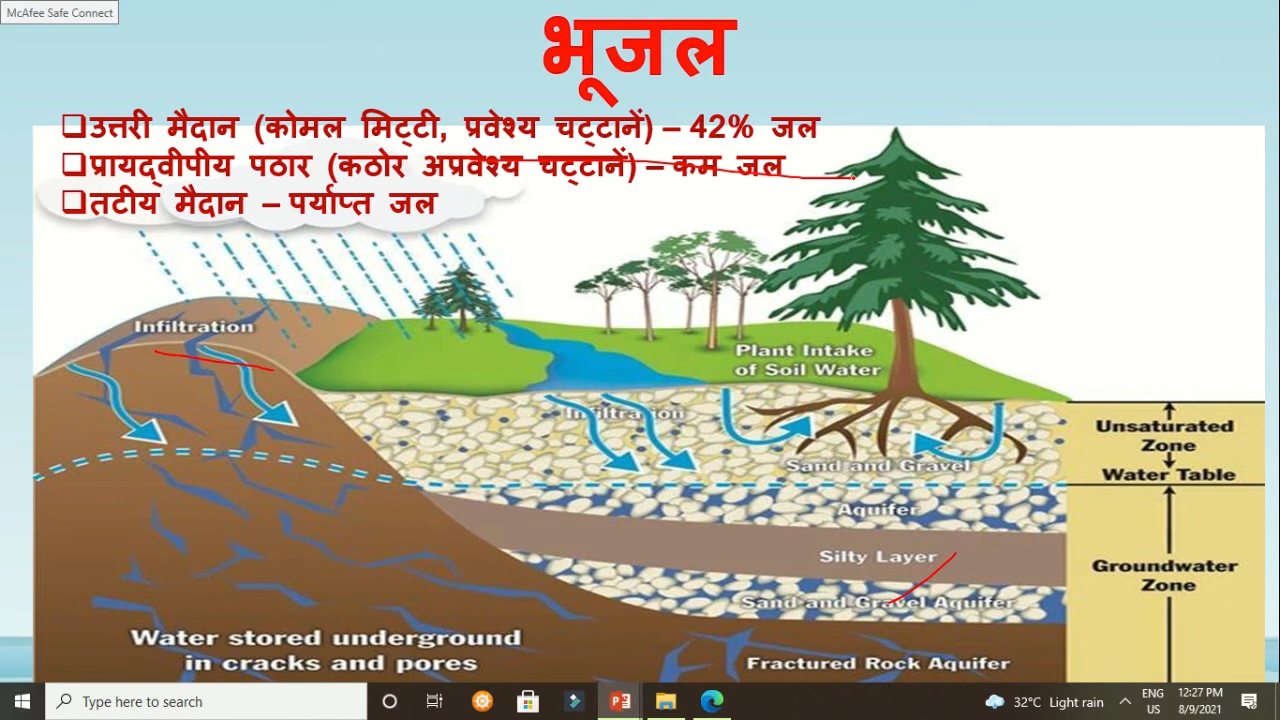 McAfee Safe Connect
भूजल
❑उत्तरी मैदान (कोमल मिट्टी, प्रवेश्य चट्टानें) – 42% जल
❑प्रायद्वीपीय पठार (कठोर अप्रवेश्य चट्टानें) – कम जल
❑तटीय मैदान – पर्याप्त जल
Infiltration
Plant Intake
of Soil Water
Infiltration
Sand and Gravel
Unsaturated
Zone
Water Table
Aquifer
Silty Layer
Groundwater
Zone
Sand and Gravel Aquifer
Water stored underground
in cracks and pores
Fractured Rock Aquifer
Type here to search
32°C Light rain
ENG
US
12:27 PM
8/9/2021